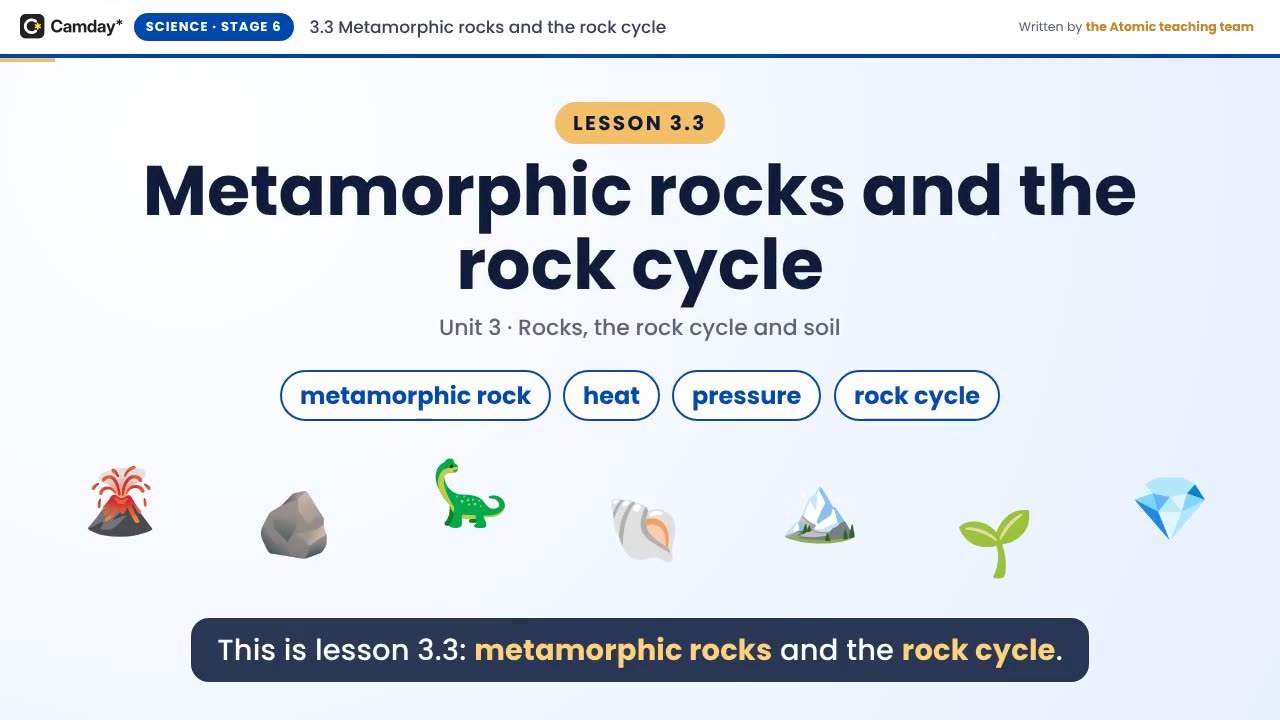 Camday*
SCIENCE · STAGE 6
3.3 Metamorphic rocks and the rock cycle
Written by the Atomic teaching team
LESSON 3.3
Metamorphic rocks and the
rock cycle
Unit 3 · Rocks, the rock cycle and soil
metamorphic rock
heat
pressure
rock cycle
This is lesson 3.3: metamorphic rocks and the rock cycle.